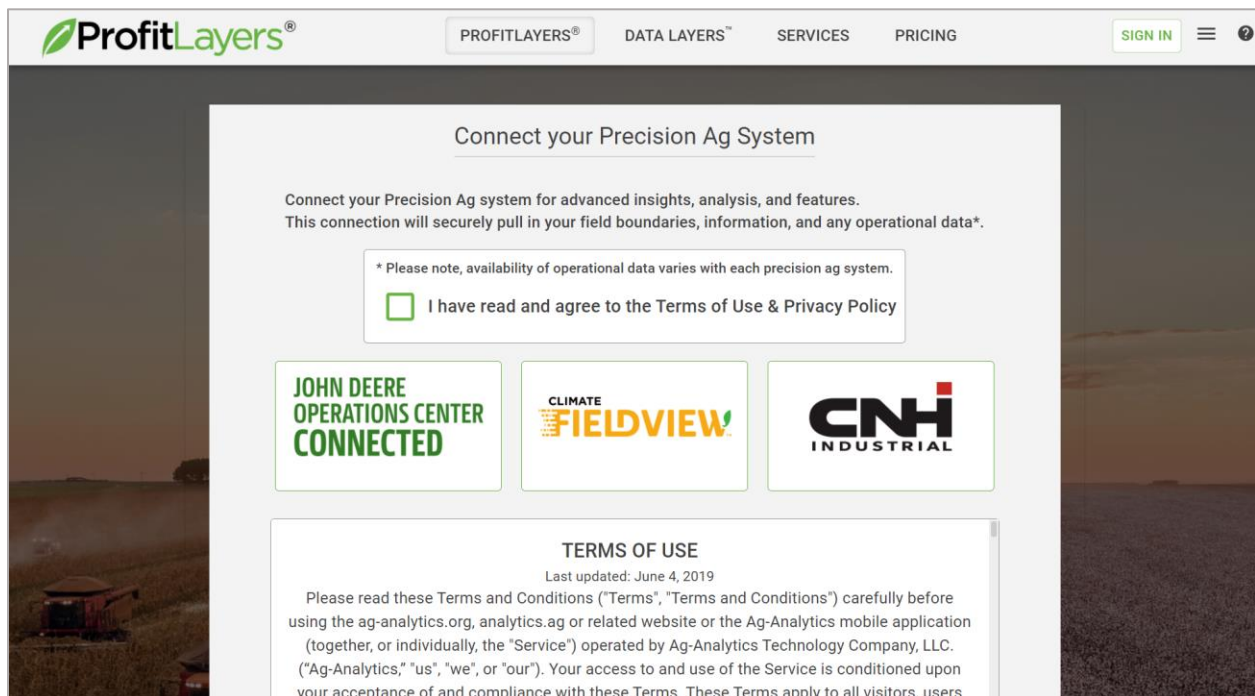 ProfitLayers®
PROFITLAYERS®
DATA LAYERS™
SERVICES
PRICING
SIGN IN
?
Connect your Precision Ag System
Connect your Precision Ag system for advanced insights, analysis, and features.
This connection will securely pull in your field boundaries, information, and any operational data*.
* Please note, availability of operational data varies with each precision ag system.
I have read and agree to the Terms of Use & Privacy Policy
JOHN DEERE
OPERATIONS CENTER
CONNECTED
CLIMATE
FIELDVIEW
CNH
INDUSTRIAL
TERMS OF USE
Last updated: June 4, 2019
Please read these Terms and Conditions ("Terms", "Terms and Conditions") carefully before
using the ag-analytics.org, analytics.ag or related website or the Ag-Analytics mobile application
(together, or individually, the "Service") operated by Ag-Analytics Technology Company, LLC.
(“Ag-Analytics,” "us", "we", or "our"). Your access to and use of the Service is conditioned upon
your acceptance of and compliance with these Terms. These Terms apply to all visitors, users